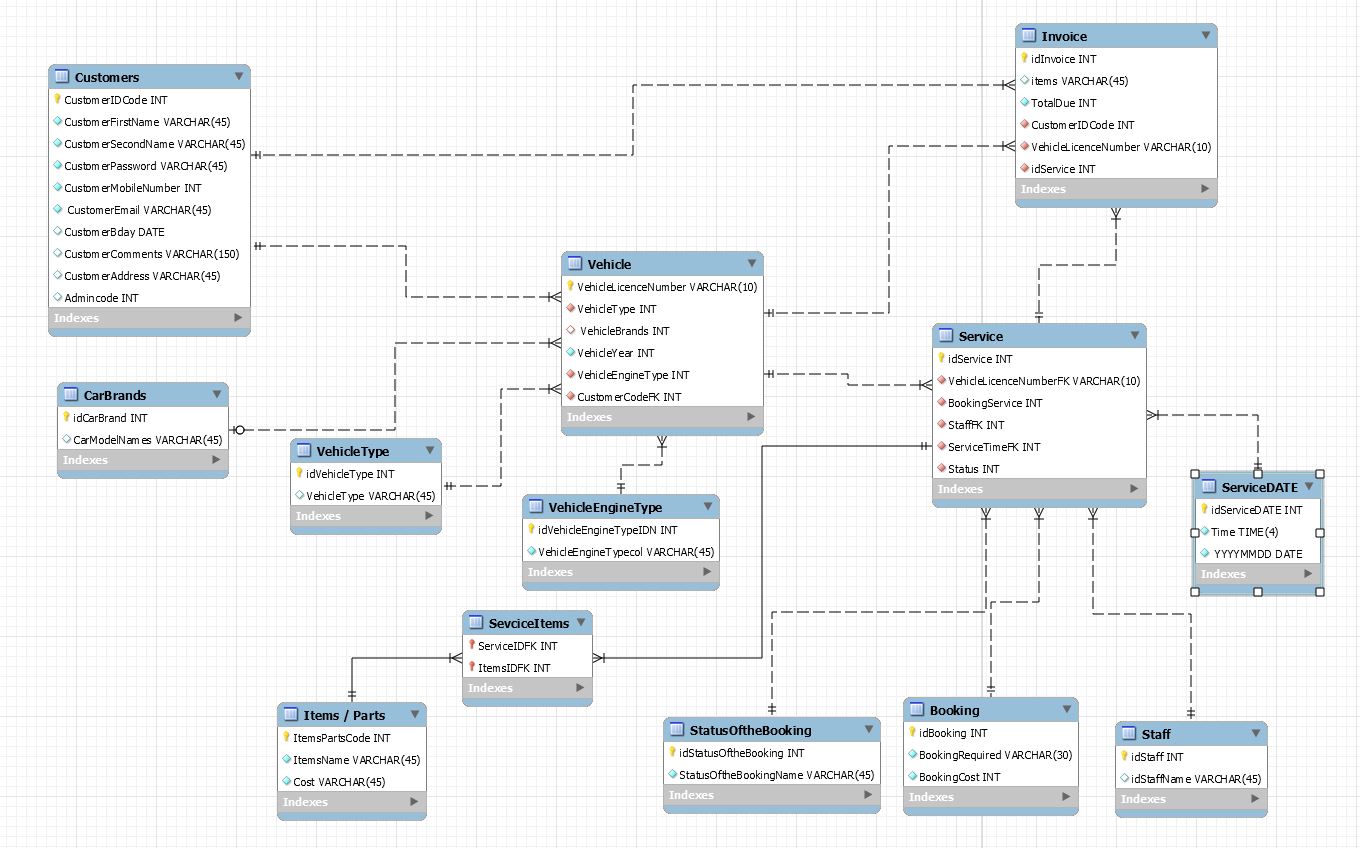 Customers
CustomerIDCode INT
CustomerFirstName VARCHAR(45)
CustomerSecondName VARCHAR(45)
CustomerPassword VARCHAR(45)
CustomerMobileNumber INT
CustomerEmail VARCHAR(45)
CustomerBday DATE
CustomerComments VARCHAR(150)
CustomerAddress VARCHAR(45)
Admincode INT
Indexes
Invoice
idInvoice INT
items VARCHAR(45)
TotalDue INT
CustomerIDCode INT
VehicleLicenceNumber VARCHAR(10)
idService INT
Indexes
Vehicle
VehicleLicenceNumber VARCHAR(10)
VehicleType INT
VehicleBrands INT
VehicleYear INT
VehicleEngineType INT
CustomerCodeFK INT
Indexes
Service
idService INT
VehicleLicenceNumberFK VARCHAR(10)
BookingService INT
StaffFK INT
ServiceTimeFK INT
Status INT
Indexes
CarBrands
idCarBrand INT
CarModelNames VARCHAR(45)
Indexes
VehicleType
idVehicleType INT
VehicleType VARCHAR(45)
Indexes
VehicleEngineType
idVehicleEngineTypeIDN INT
VehicleEngineTypecol VARCHAR(45)
Indexes
ServiceDATE
idServiceDATE INT
Time TIME(4)
YYYYMMDD DATE
Indexes
SevciceItems
ServiceIDFK INT
ItemsIDFK INT
Indexes
Items / Parts
ItemsPartsCode INT
ItemsName VARCHAR(45)
Cost VARCHAR(45)
Indexes
StatusOftheBooking
idStatusOftheBooking INT
StatusOftheBookingName VARCHAR(45)
Indexes
Booking
idBooking INT
BookingRequired VARCHAR(30)
BookingCost INT
Indexes
Staff
idStaff INT
idStaffName VARCHAR(45)
Indexes